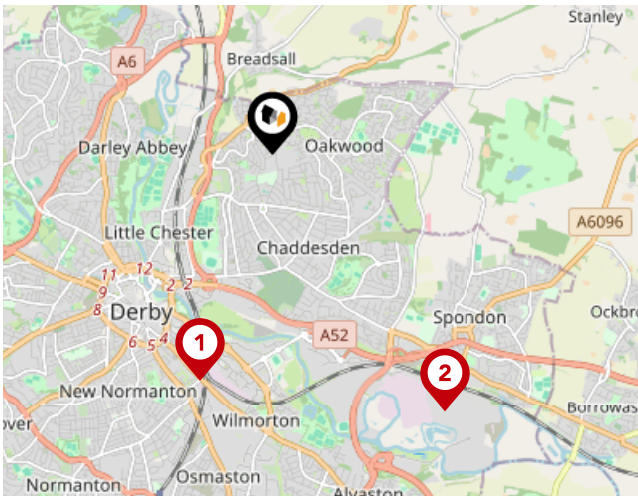 Stanley
A6
Breadsall
Darley Abbey
Oakwood
A6096
Little Chester
Chaddesden
11
12
2
2
9
8
Derby
Spondon
Ockbro
A52
6
5
4
1
2
New Normanton
Borrowas
over
Wilmorton
Osmaston
Normanton
Alvaston